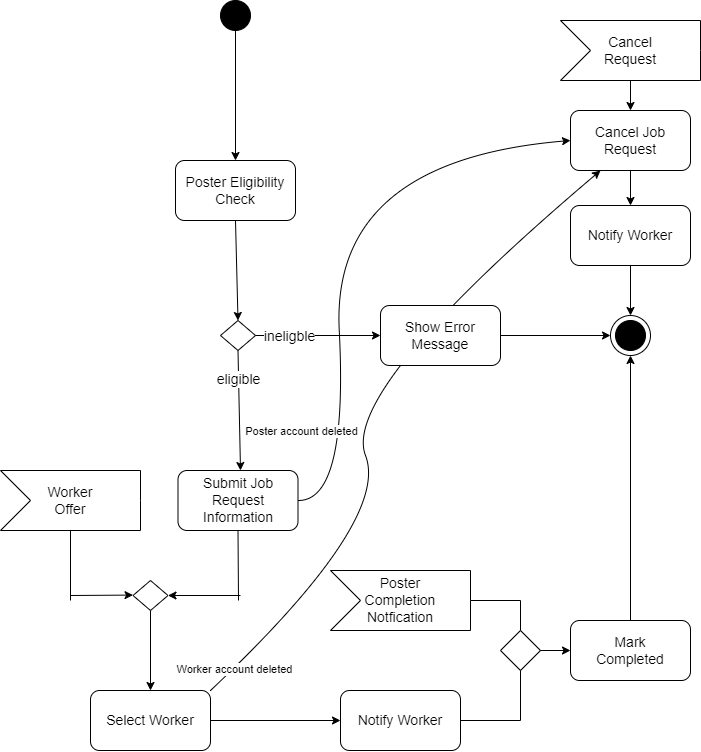 Cancel
Request
Cancel Job
Request
Poster Eligibility
Check
Notify Worker
ineligble
Show Error
Message
eligible
Poster account deleted
Submit Job
Request
Information
Worker
Offer
Poster
Completion
Notfication
Mark
Completed
Worker account deleted
Select Worker
Notify Worker